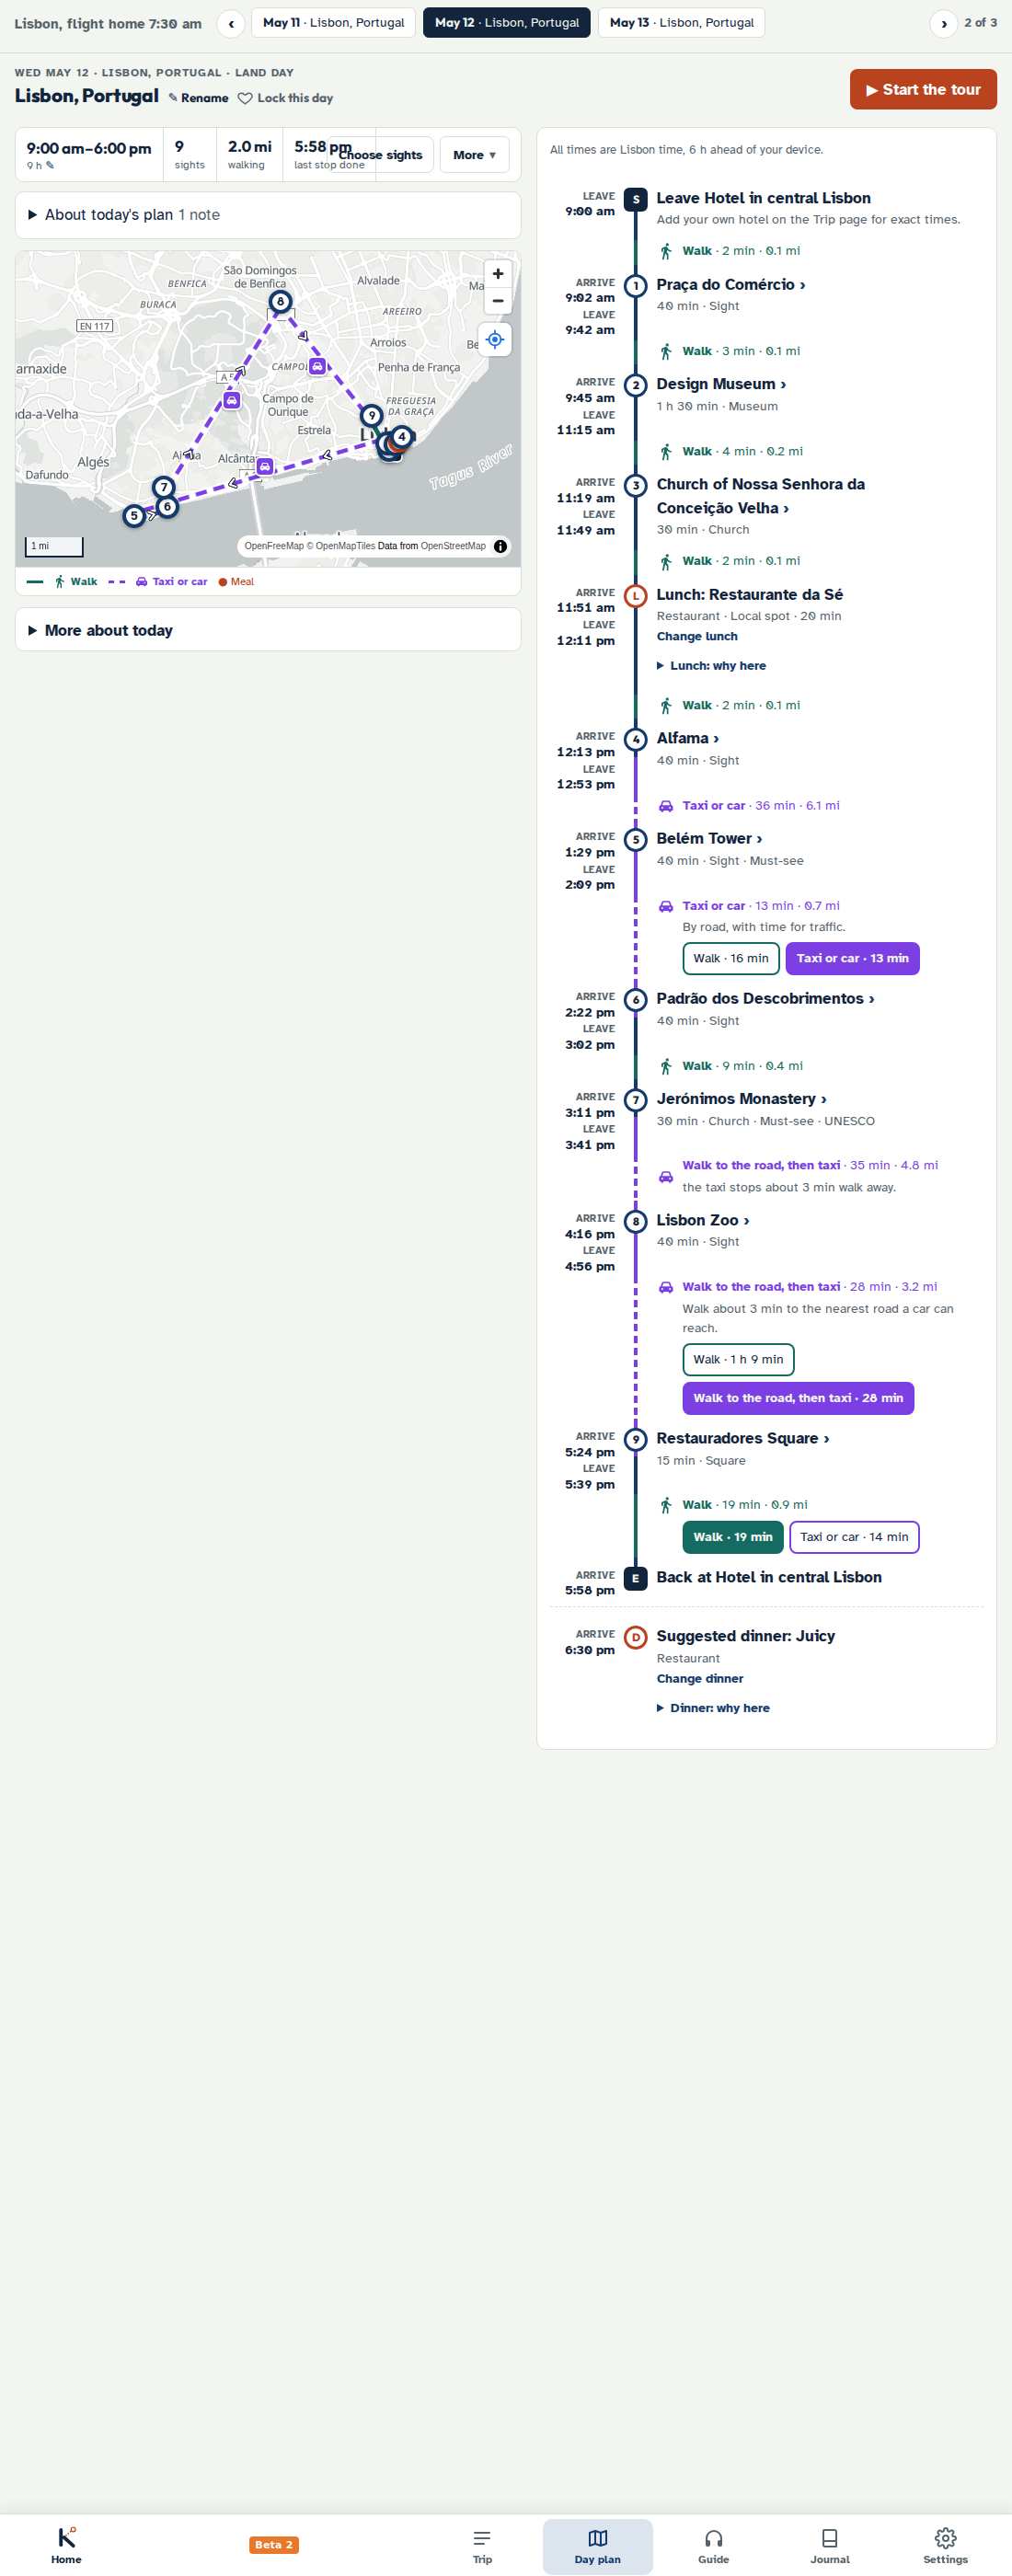 Lisbon, flight home 7:30 am
‹
May 11 · Lisbon, Portugal
May 12 · Lisbon, Portugal
May 13 · Lisbon, Portugal
›
2 of 3
WED MAY 12 · LISBON, PORTUGAL · LAND DAY
Lisbon, Portugal
✎ Rename
Lock this day
▶ Start the tour
9:00 am–6:00 pm
9 h ✎
9
sights
2.0 mi
walking
5:58 pm
last stop done
Choose sights
More ▾
▶ About today's plan 1 note
São Domingos
de Benfica
Alvalade
BENFICA
BURACA
AREEIRO
EN 117
Arroios
Penha de França
Campo de
Ourique
FREGUESIA
DA GRAÇA
Estrela
Algés
Dafundo
Tagus River
+
−
8
9
4
7
6
5
1 mi
OpenFreeMap © OpenMapTiles Data from OpenStreetMap
Walk
Taxi or car
Meal
▶ More about today
All times are Lisbon time, 6 h ahead of your device.
LEAVE
9:00 am
S
Leave Hotel in central Lisbon
Add your own hotel on the Trip page for exact times.
Walk · 2 min · 0.1 mi
ARRIVE
9:02 am
LEAVE
9:42 am
1
Praça do Comércio ›
40 min · Sight
Walk · 3 min · 0.1 mi
ARRIVE
9:45 am
LEAVE
11:15 am
2
Design Museum ›
1 h 30 min · Museum
Walk · 4 min · 0.2 mi
ARRIVE
11:19 am
LEAVE
11:49 am
3
Church of Nossa Senhora da
Conceição Velha ›
30 min · Church
Walk · 2 min · 0.1 mi
ARRIVE
11:51 am
LEAVE
12:11 pm
L
Lunch: Restaurante da Sé
Restaurant · Local spot · 20 min
Change lunch
▶ Lunch: why here
Walk · 2 min · 0.1 mi
ARRIVE
12:13 pm
LEAVE
12:53 pm
4
Alfama ›
40 min · Sight
Taxi or car · 36 min · 6.1 mi
ARRIVE
1:29 pm
LEAVE
2:09 pm
5
Belém Tower ›
40 min · Sight · Must-see
Taxi or car · 13 min · 0.7 mi
By road, with time for traffic.
Walk · 16 min
Taxi or car · 13 min
ARRIVE
2:22 pm
LEAVE
3:02 pm
6
Padrão dos Descobrimentos ›
40 min · Sight
Walk · 9 min · 0.4 mi
ARRIVE
3:11 pm
LEAVE
3:41 pm
7
Jerónimos Monastery ›
30 min · Church · Must-see · UNESCO
Walk to the road, then taxi · 35 min · 4.8 mi
the taxi stops about 3 min walk away.
ARRIVE
4:16 pm
LEAVE
4:56 pm
8
Lisbon Zoo ›
40 min · Sight
Walk to the road, then taxi · 28 min · 3.2 mi
Walk about 3 min to the nearest road a car can
reach.
Walk · 1 h 9 min
Walk to the road, then taxi · 28 min
ARRIVE
5:24 pm
LEAVE
5:39 pm
9
Restauradores Square ›
15 min · Square
Walk · 19 min · 0.9 mi
Walk · 19 min
Taxi or car · 14 min
ARRIVE
5:58 pm
E
Back at Hotel in central Lisbon
ARRIVE
6:30 pm
D
Suggested dinner: Juicy
Restaurant
Change dinner
▶ Dinner: why here
Home
Beta 2
Trip
Day plan
Guide
Journal
Settings